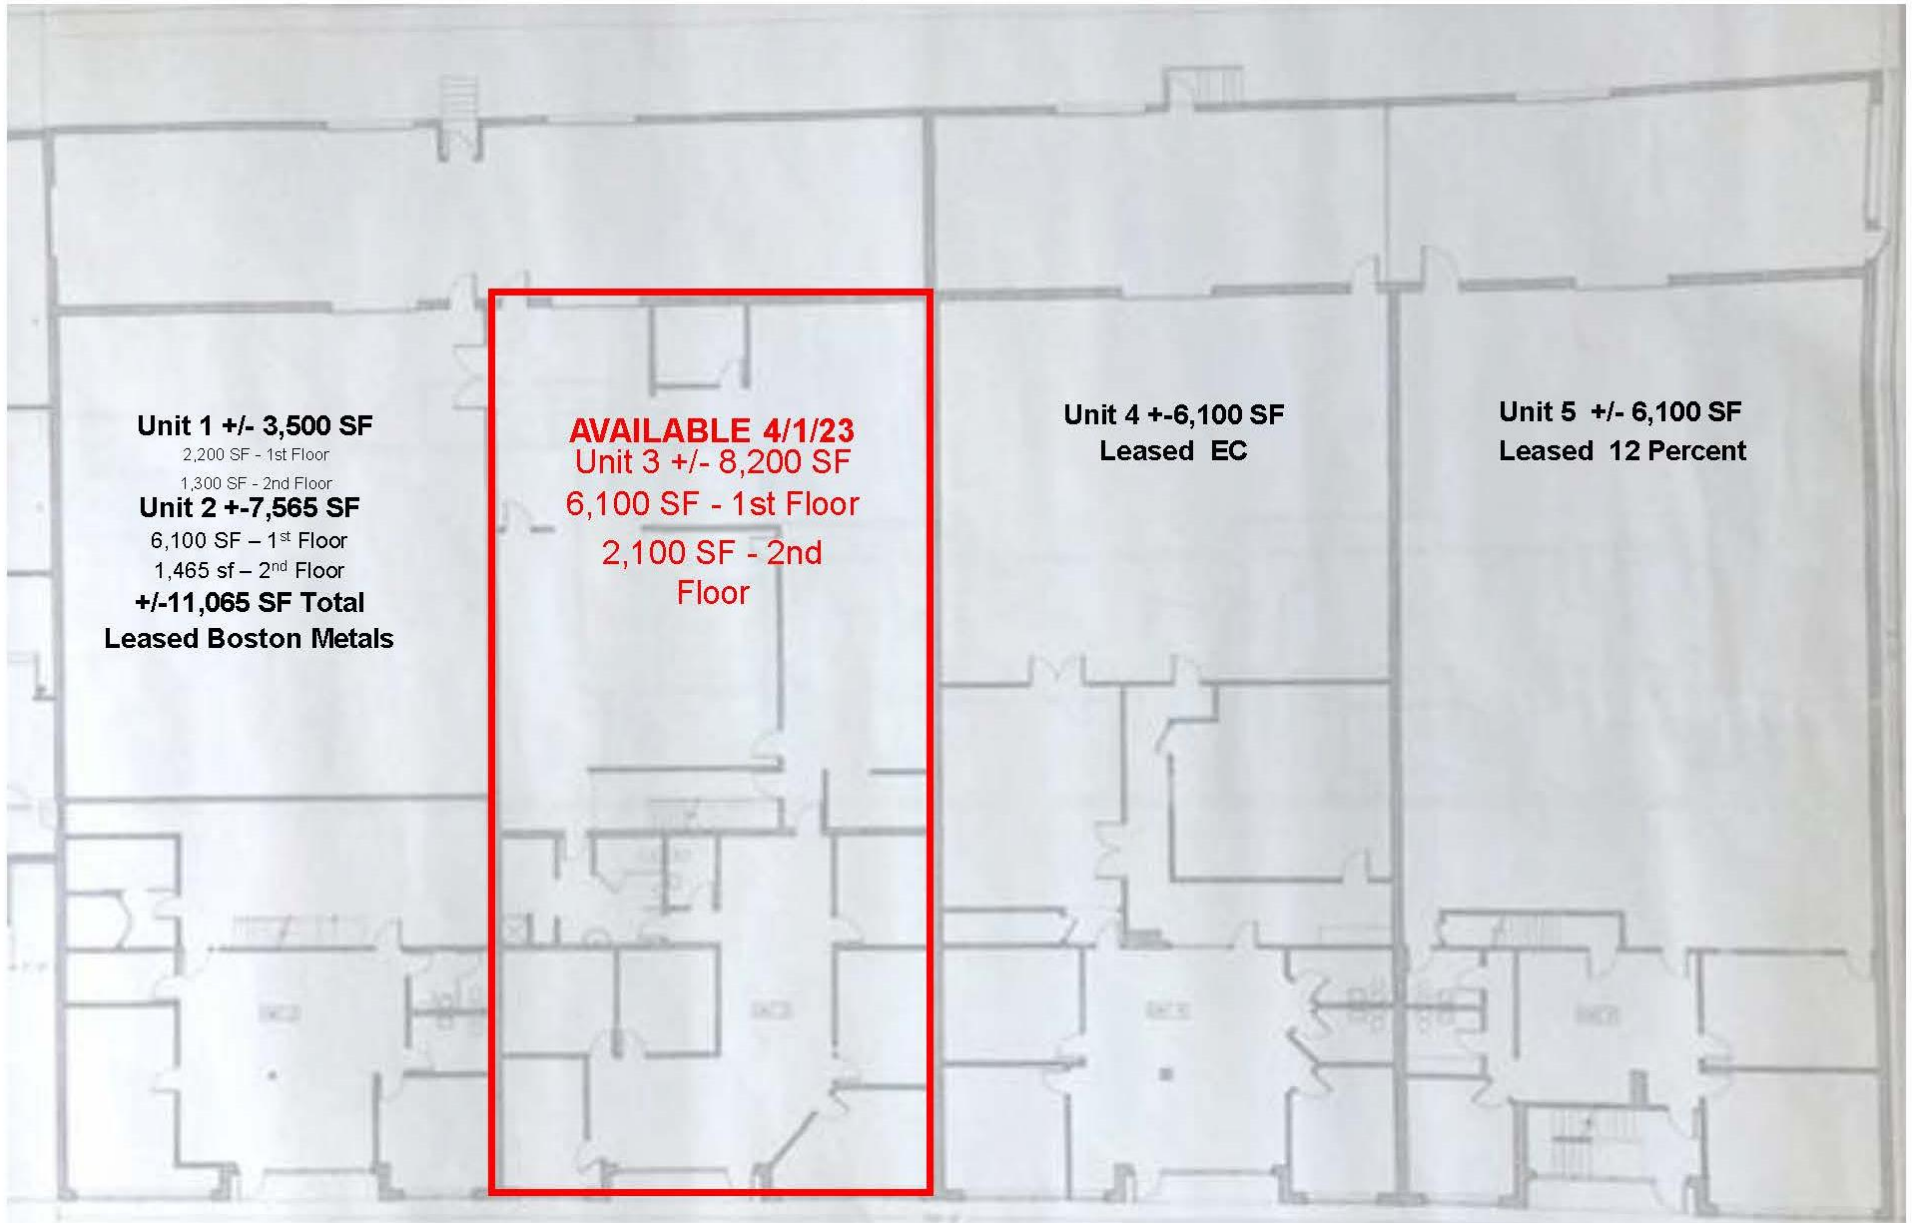 Unit 1 +/- 3,500 SF
2,200 SF - 1st Floor
1,300 SF - 2nd Floor
Unit 2 +-7,565 SF
6,100 SF – 1st Floor
1,465 sf – 2nd Floor
+/-11,065 SF Total
Leased Boston Metals
AVAILABLE 4/1/23
Unit 3 +/- 8,200 SF
6,100 SF - 1st Floor
2,100 SF - 2nd
Floor
Unit 4 +-6,100 SF
Leased EC
Unit 5 +/- 6,100 SF
Leased 12 Percent